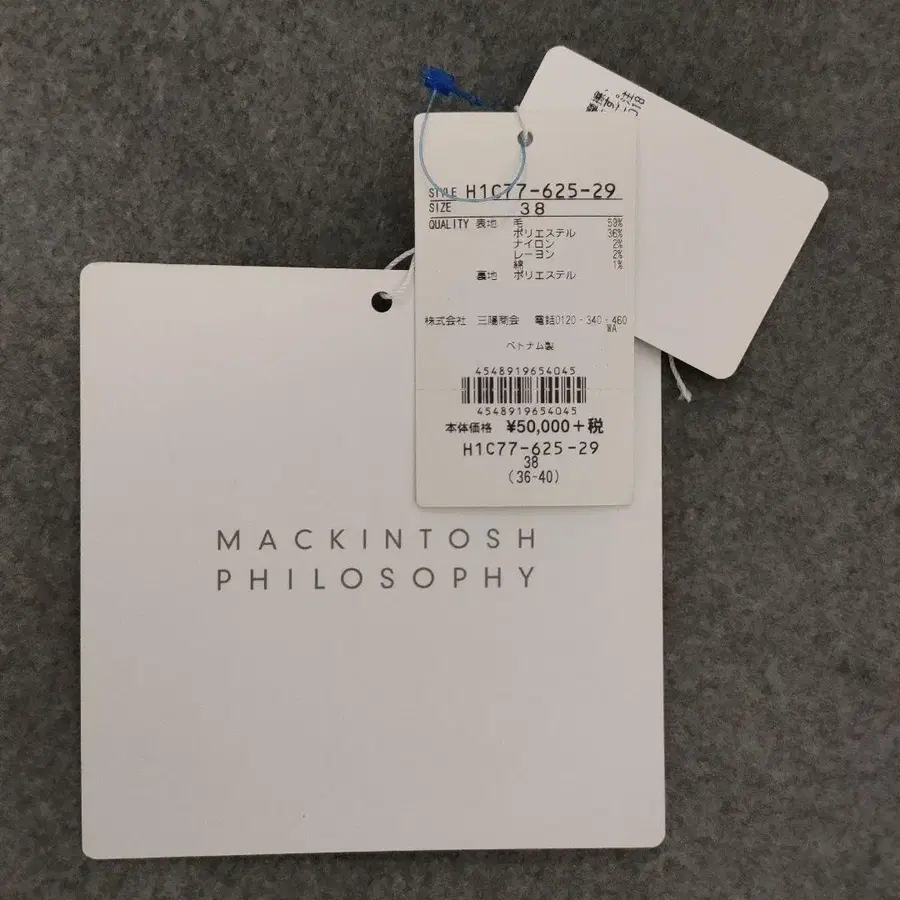 STYLE H1C77-625-29
SIZE 38
QUALITY 表地 毛 59%
ポリエステル 36%
ナイロン 2%
レーヨン 2%
綿 1%
裏地 ポリエステル
株式会社 三陽商会 電話0120-340-460
WA
ベトナム製
4548919654045
4548919654045
本体価格 ¥50,000+税
H1C77-625-29
38
(36-40)
MACKINTOSH
PHILOSOPHY